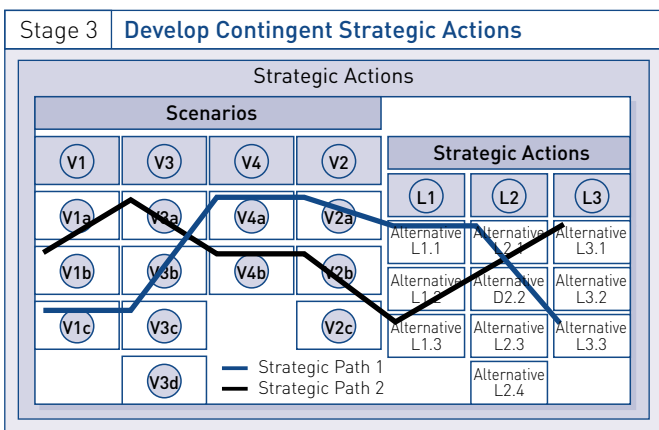 Stage 3 Develop Contingent Strategic Actions
Strategic Actions
Scenarios
V1 V3 V4 V2
Strategic Actions
L1 L2 L3
V1a V3a V4a V2a
Alternative Alternative Alternative
L1.1 L2.1 L3.1
V1b V3b V4b V2b
Alternative Alternative Alternative
L1.2 D2.2 L3.2
V1c V3c V2c
Alternative Alternative Alternative
L1.3 L2.3 L3.3
V3d
Strategic Path 1
Strategic Path 2
Alternative
L2.4